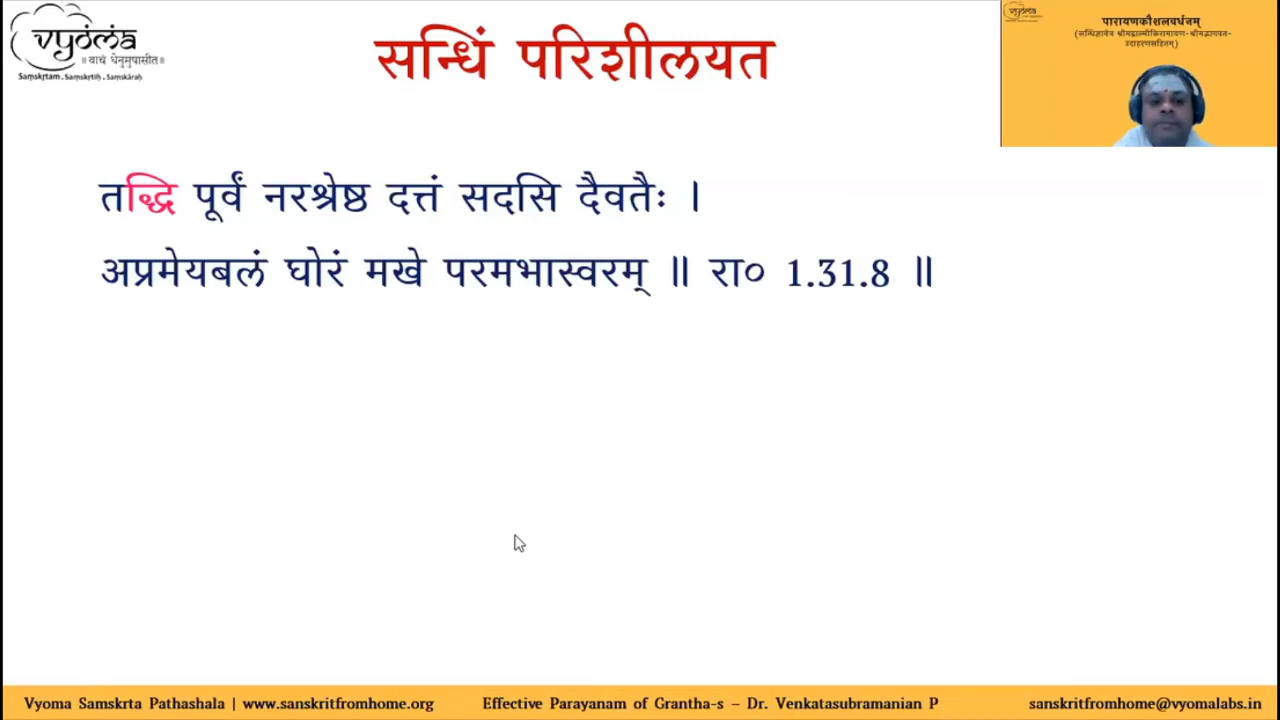 vyoma
॥ वाचं धेनुमुपासीत ॥
Saṃskṛtam . Saṃskṛtiḥ . Saṃskāraḥ
सन्धिं परिशीलयत
पारायणकौशलवर्धनम्
तद्धि पूर्वं नरश्रेष्ठ दत्तं सदसि दैवतैः ।
अप्रमेयबलं घोरं मखे परमभास्वरम् ॥ रा० 1.31.8 ॥
Vyoma Samskrta Pathashala | www.sanskritfromhome.org Effective Parayanam of Grantha-s – Dr. Venkatasubramanian P sanskritfromhome@vyomalabs.in